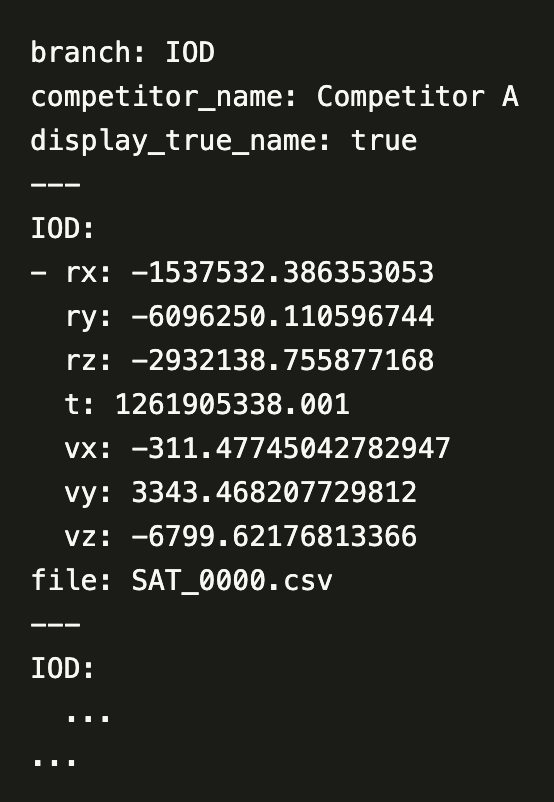 branch: IOD
competitor_name: Competitor A
display_true_name: true
---
IOD:
- rx: -1537532.386353053
  ry: -6096250.110596744
  rz: -2932138.755877168
  t: 1261905338.001
  vx: -311.47745042782947
  vy: 3343.468207729812
  vz: -6799.62176813366
file: SAT_0000.csv
---
IOD:
  ...
...